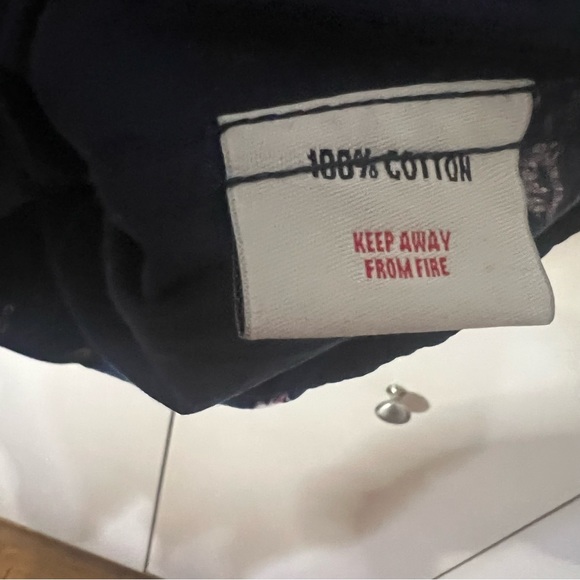 100% COTTON
KEEP AWAY
FROM FIRE